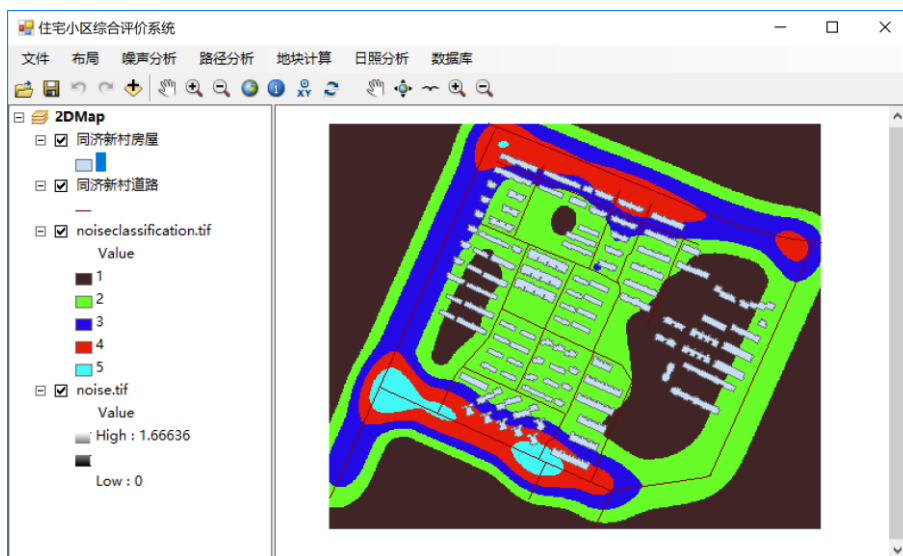 住宅小区综合评价系统
文件 布局 噪声分析 路径分析 地块计算 日照分析 数据库
XY
2DMap
同济新村房屋
同济新村道路
noiseclassification.tif
Value
1
2
3
4
5
noise.tif
Value
High : 1.66636
Low : 0